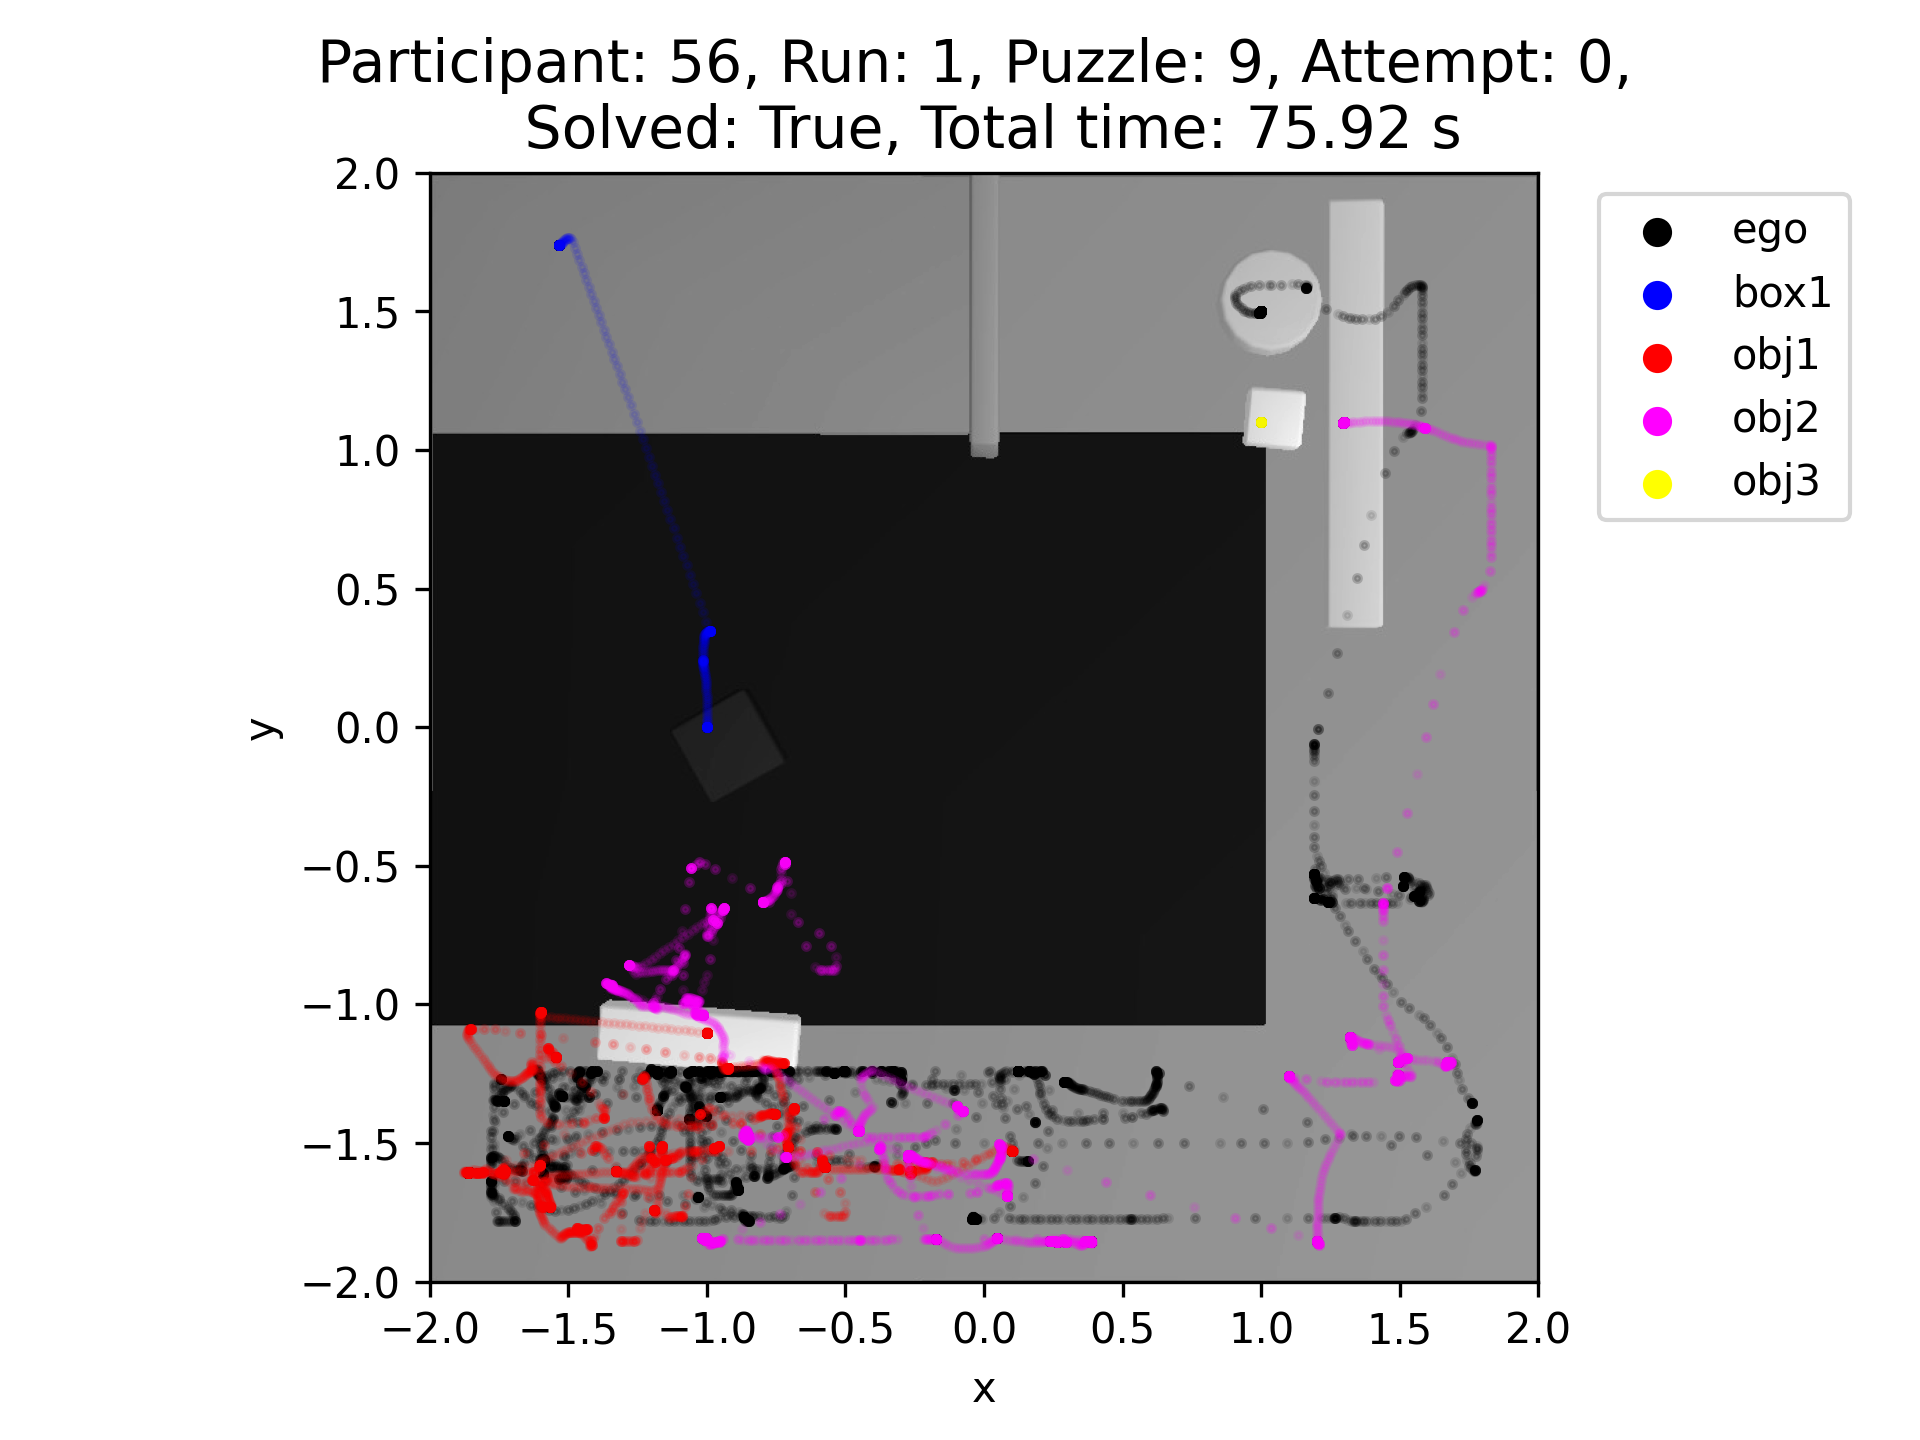 Participant: 56, Run: 1, Puzzle: 9, Attempt: 0,
Solved: True, Total time: 75.92 s
2.0
1.5
1.0
0.5
0.0
−0.5
−1.0
−1.5
−2.0
y
−2.0 −1.5 −1.0 −0.5 0.0 0.5 1.0 1.5 2.0
x
ego
box1
obj1
obj2
obj3